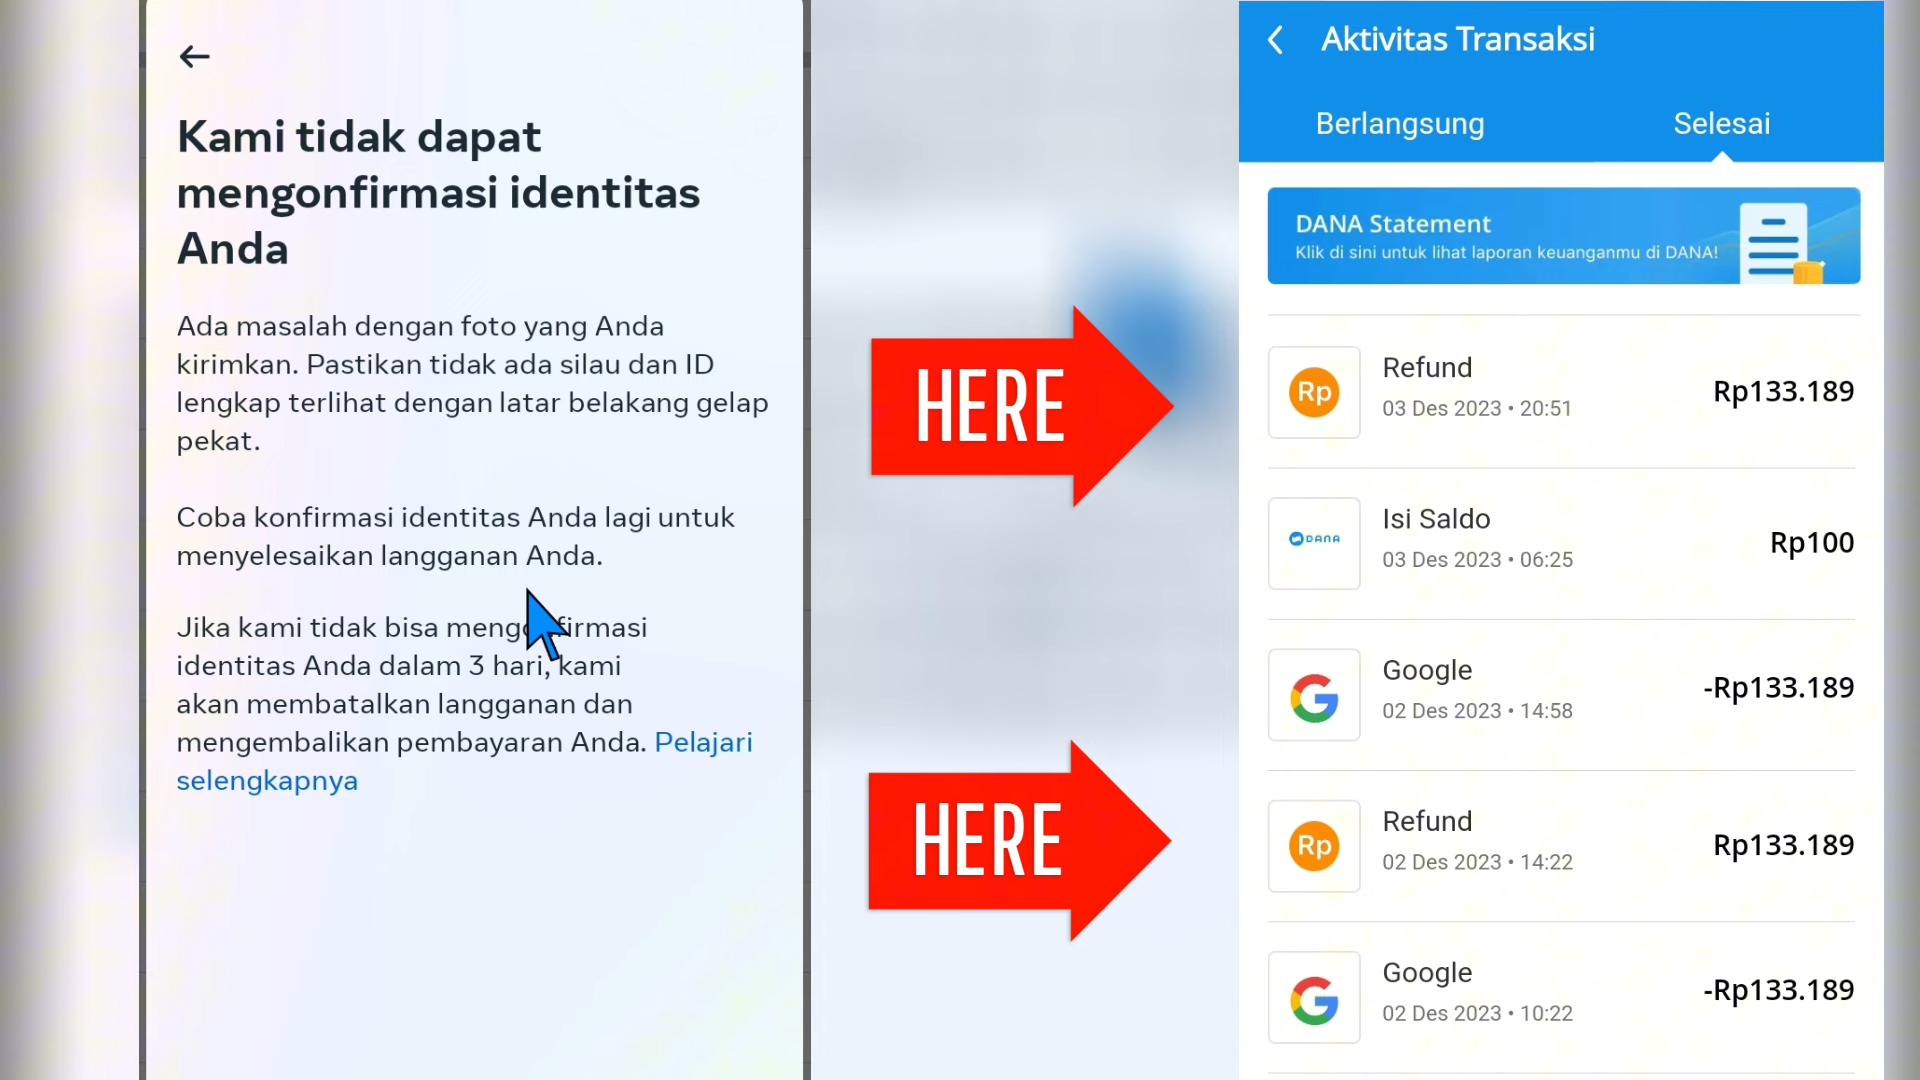 Kami tidak dapat
mengonfirmasi identitas
Anda
Ada masalah dengan foto yang Anda
kirimkan. Pastikan tidak ada silau dan ID
lengkap terlihat dengan latar belakang gelap
pekat.
Coba konfirmasi identitas Anda lagi untuk
menyelesaikan langganan Anda.
Jika kami tidak bisa mengonfirmasi
identitas Anda dalam 3 hari, kami
akan membatalkan langganan dan
mengembalikan pembayaran Anda. Pelajari
selengkapnya
HERE
HERE
Aktivitas Transaksi
Berlangsung Selesai
DANA Statement
Klik di sini untuk lihat laporan keuanganmu di DANA!
Rp
Refund
03 Des 2023 • 20:51
Rp133.189
DANA
Isi Saldo
03 Des 2023 • 06:25
Rp100
Google
02 Des 2023 • 14:58
-Rp133.189
Rp
Refund
02 Des 2023 • 14:22
Rp133.189
Google
02 Des 2023 • 10:22
-Rp133.189